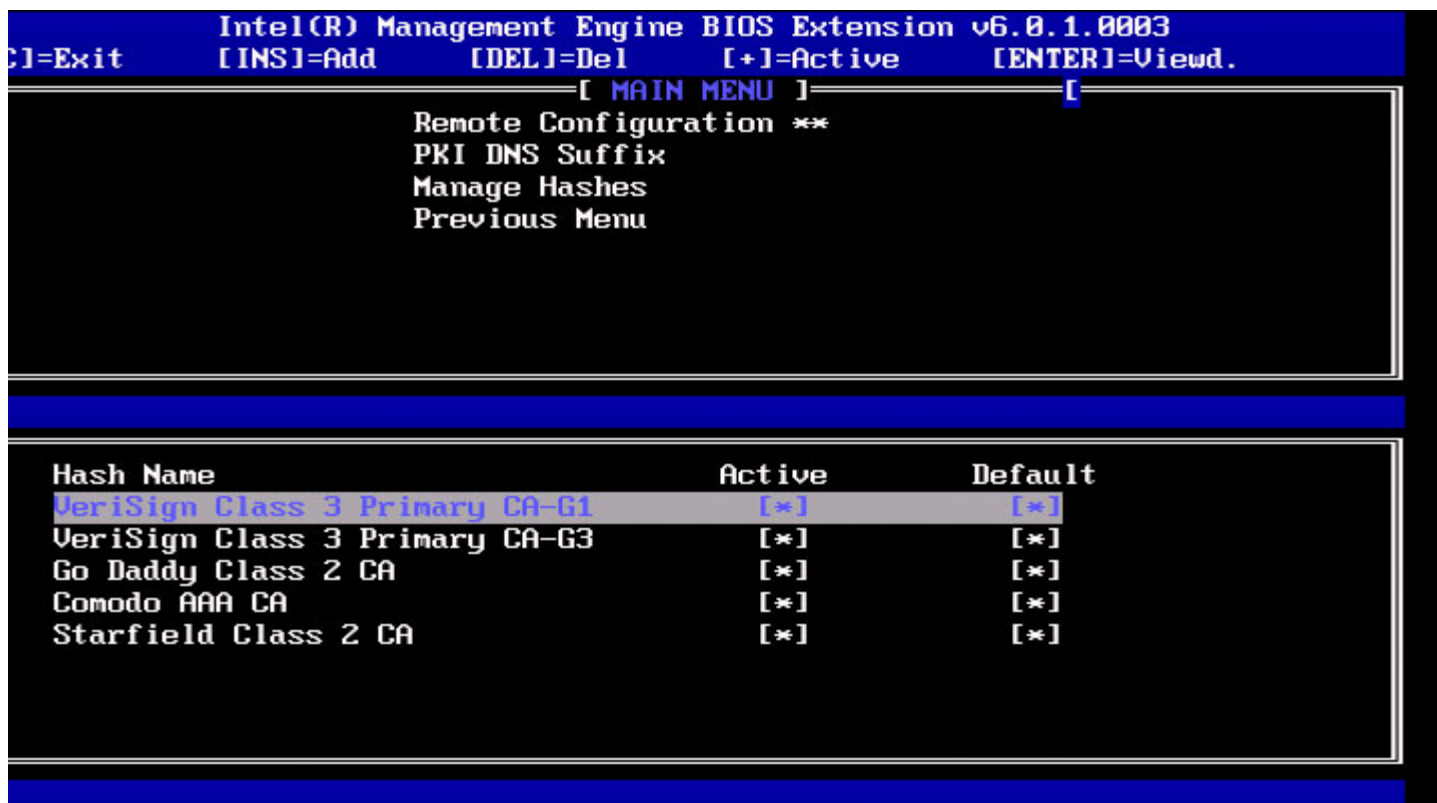 Intel(R) Management Engine BIOS Extension v6.0.1.0003
C]=Exit [INS]=Add [DEL]=Del [+]=Active [ENTER]=Viewd.
[ MAIN MENU ] [
Remote Configuration **
PKI DNS Suffix
Manage Hashes
Previous Menu
Hash Name Active Default
VeriSign Class 3 Primary CA-G1 [*] [*]
VeriSign Class 3 Primary CA-G3 [*] [*]
Go Daddy Class 2 CA [*] [*]
Comodo AAA CA [*] [*]
Starfield Class 2 CA [*] [*]